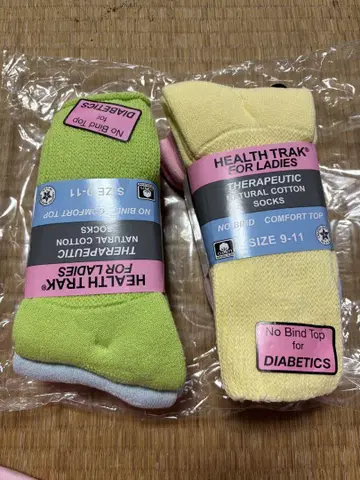 No Bind Top
for
DIABETICS
SIZE 9-11
NO BIND COMFORT TOP
THERAPEUTIC
NATURAL COTTON
SOCKS
HEALTH TRAK®
FOR LADIES
HEALTH TRAK®
FOR LADIES
THERAPEUTIC
NATURAL COTTON
SOCKS
NO BIND COMFORT TOP
SIZE 9-11
No Bind Top
for
DIABETICS